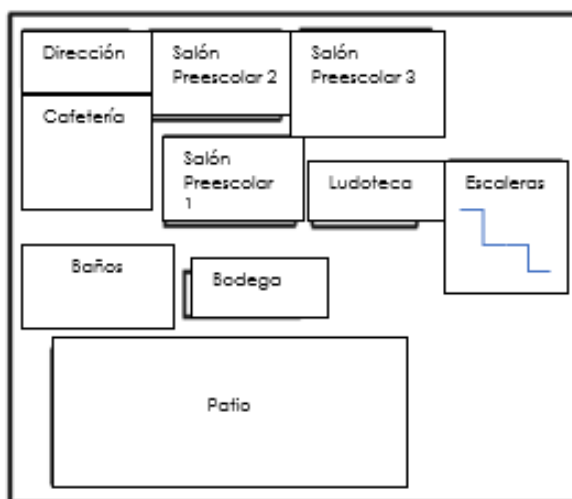 Dirección
Salón
Preescolar 2
Salón
Preescolar 3
Cafetería
Salón
Preescolar
1
Ludoteca
Escaleras
Baños
Bodega
Patio